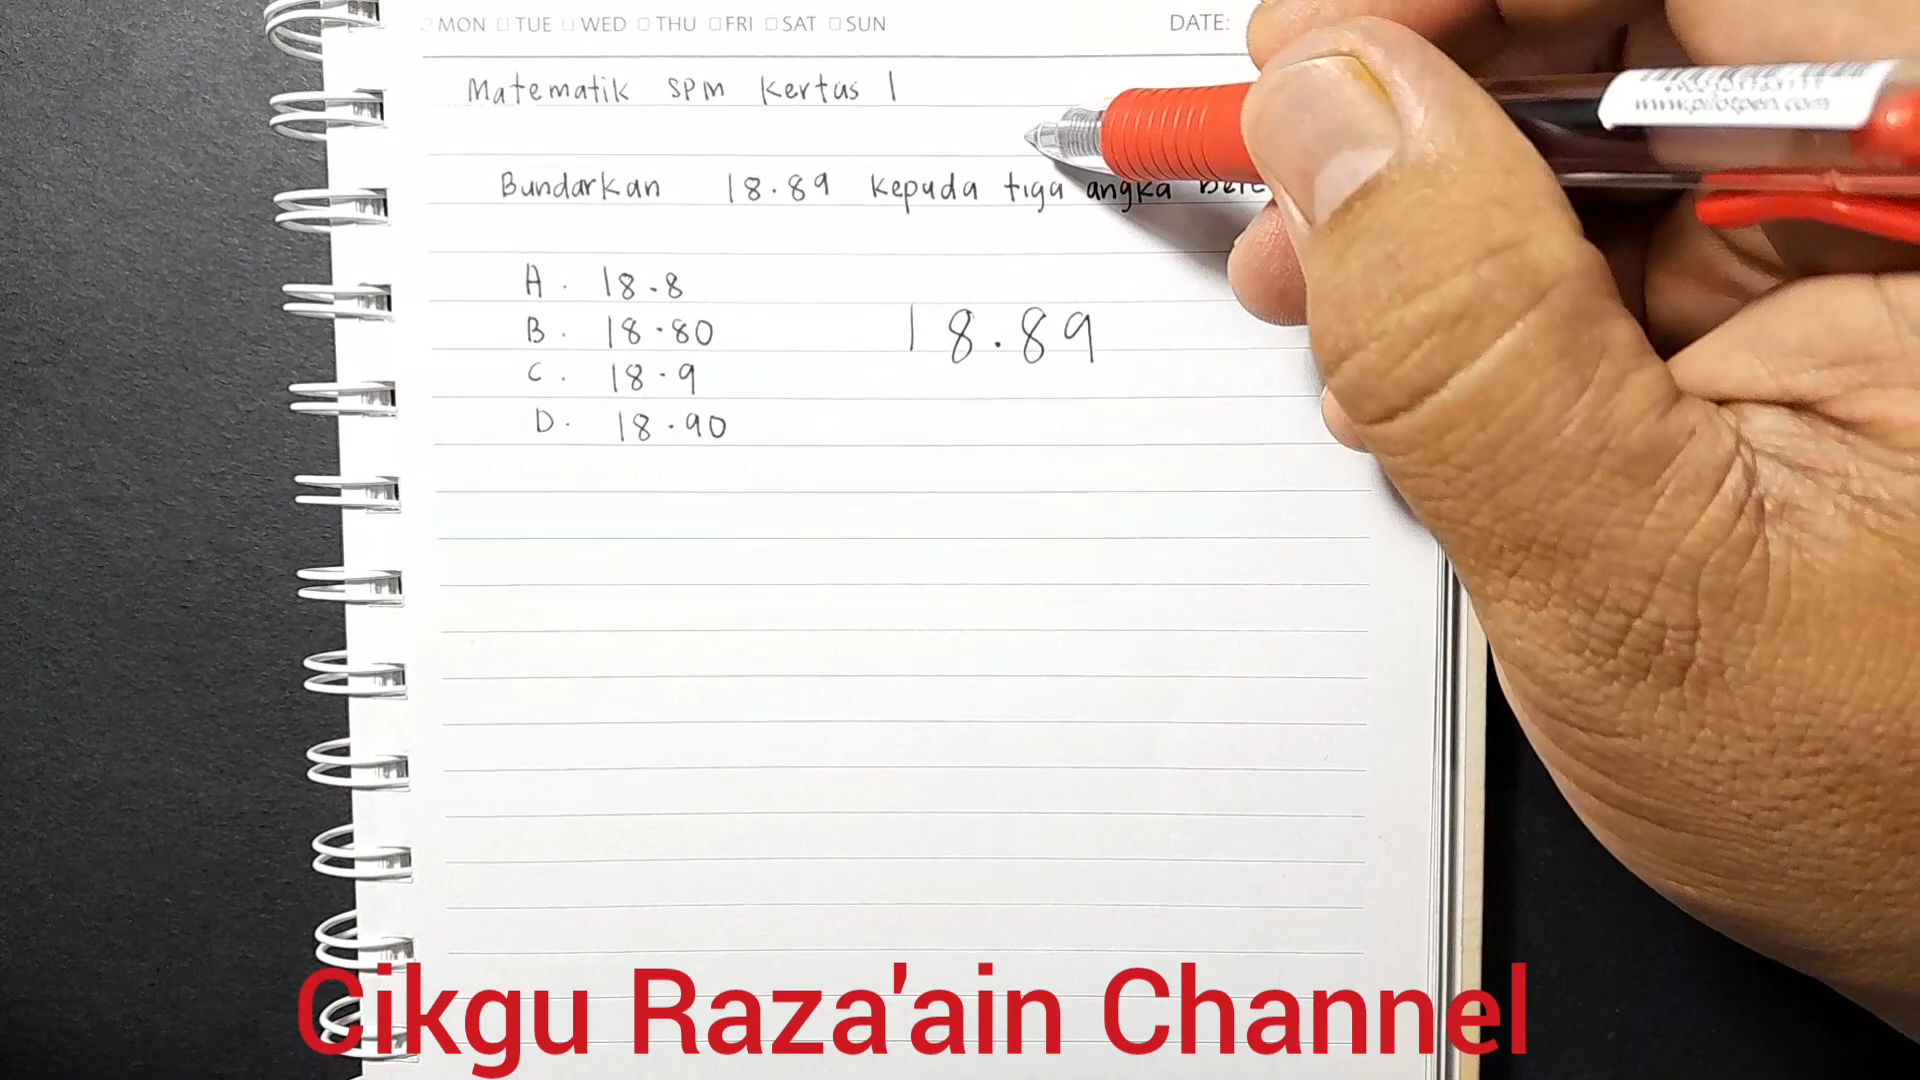 MON TUE WED THU FRI SAT SUN DATE:
Matematik SPM Kertas 1
www.pilotpen.com
Bundarkan 18.89 kepada tiga angka
A. 18.8
B. 18.80
C. 18.9
D. 18.90
18.89
Cikgu Raza'ain Channel